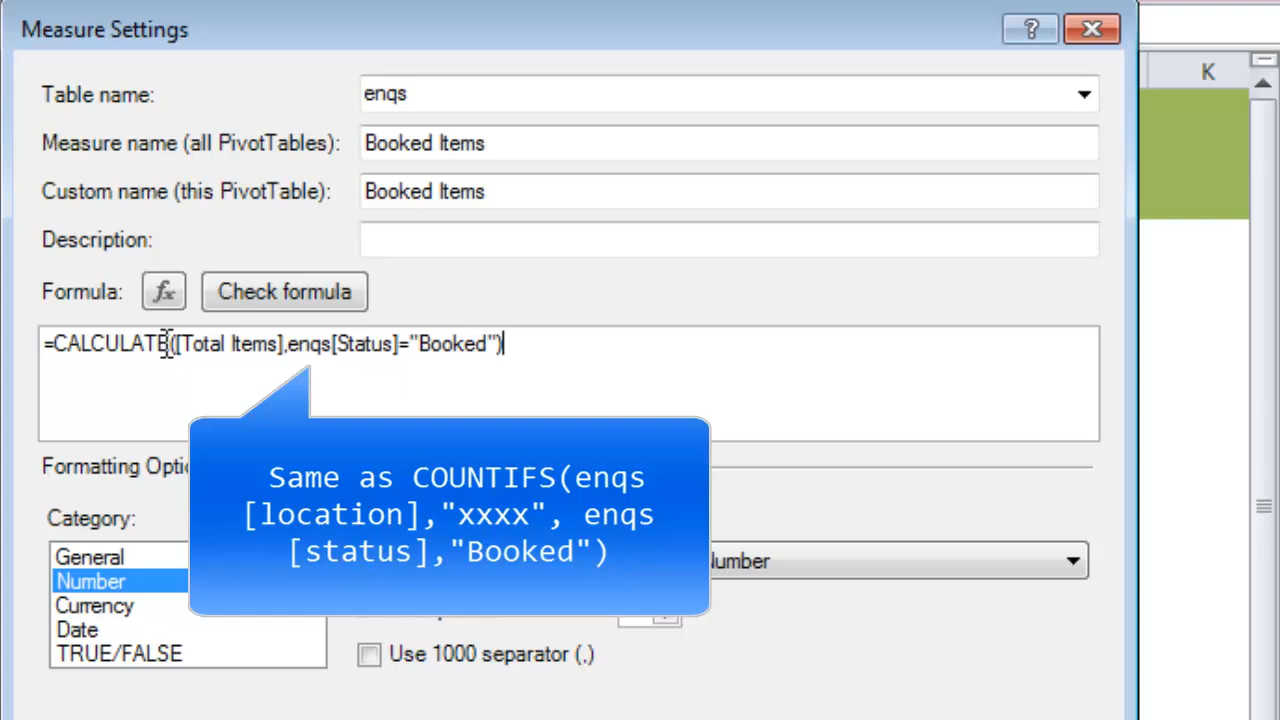 Measure Settings
?
K
Table name:
enqs
Measure name (all PivotTables):
Booked Items
Custom name (this PivotTable):
Booked Items
Description:
Formula:
fx
Check formula
=CALCULATE([Total Items],enqs[Status]="Booked")
Same as COUNTIFS(enqs
[location],"xxxx", enqs
[status],"Booked")
Formatting Optio
Category:
General
Number
Currency
Date
TRUE/FALSE
Number
Use 1000 separator (,)